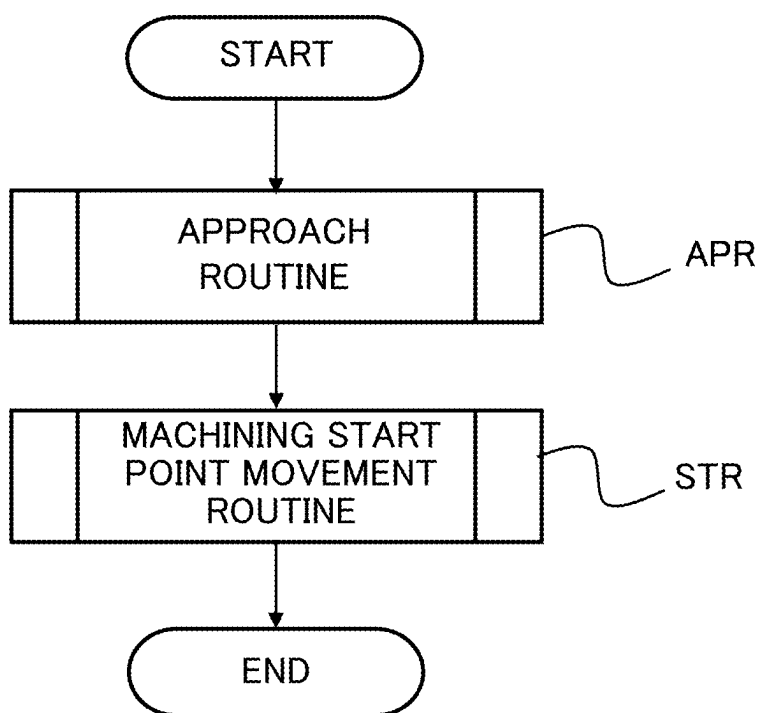 START
APPROACH
ROUTINE
APR
MACHINING START
POINT MOVEMENT
ROUTINE
STR
END